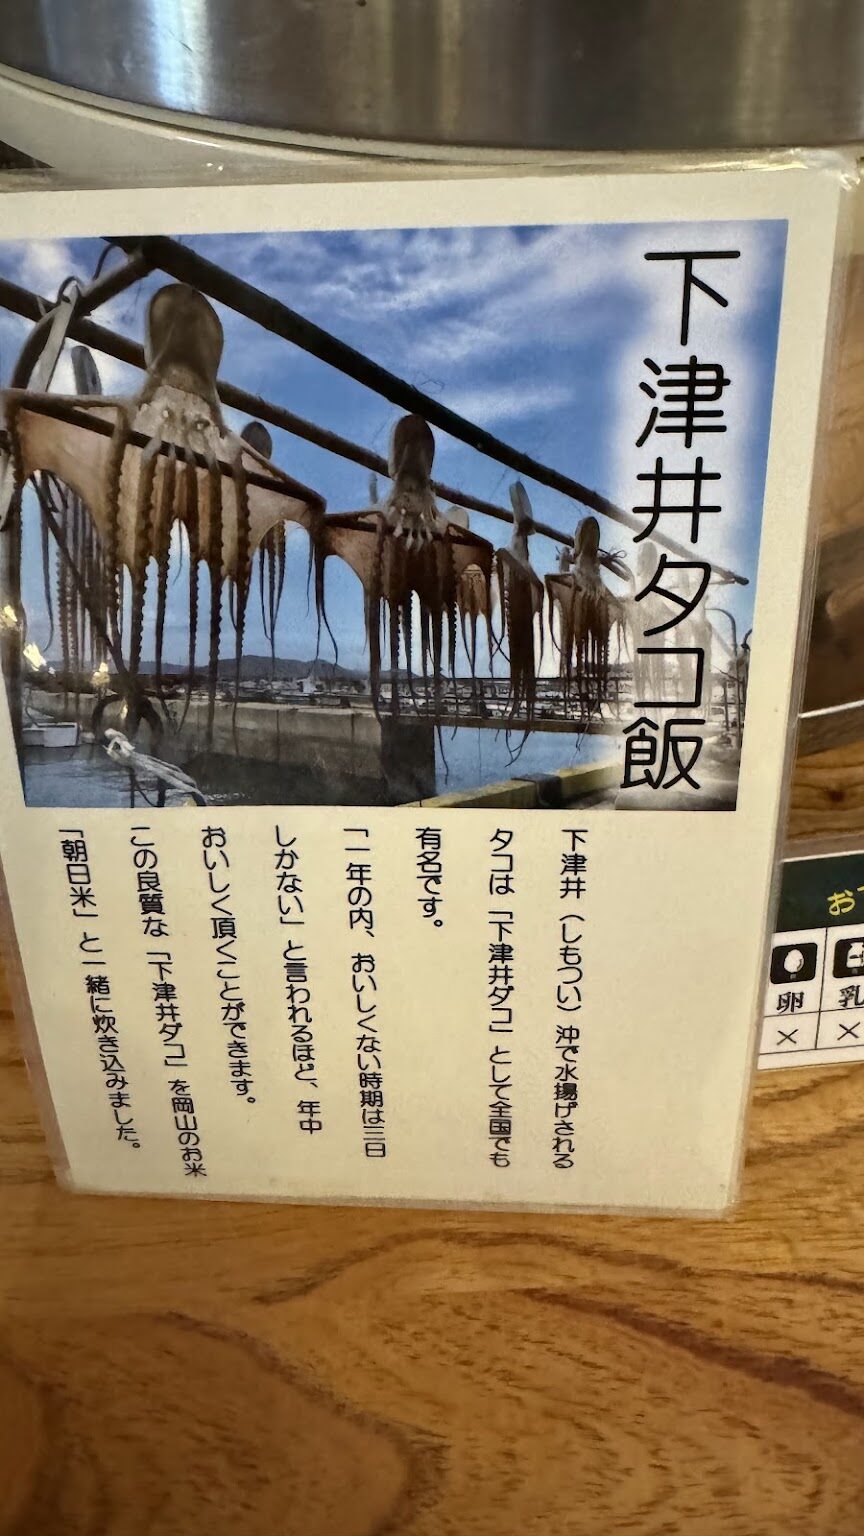 下津井タコ飯
下津井（しもつい）沖で水揚げされる
タコは「下津井ダコ」として全国でも
有名です。
「一年の内、おいしくない時期は三日
しかない」と言われるほど、年中
おいしく頂くことができます。
この良質な「下津井ダコ」を岡山のお米
「朝日米」と一緒に炊き込みました。
卵
乳
×
×